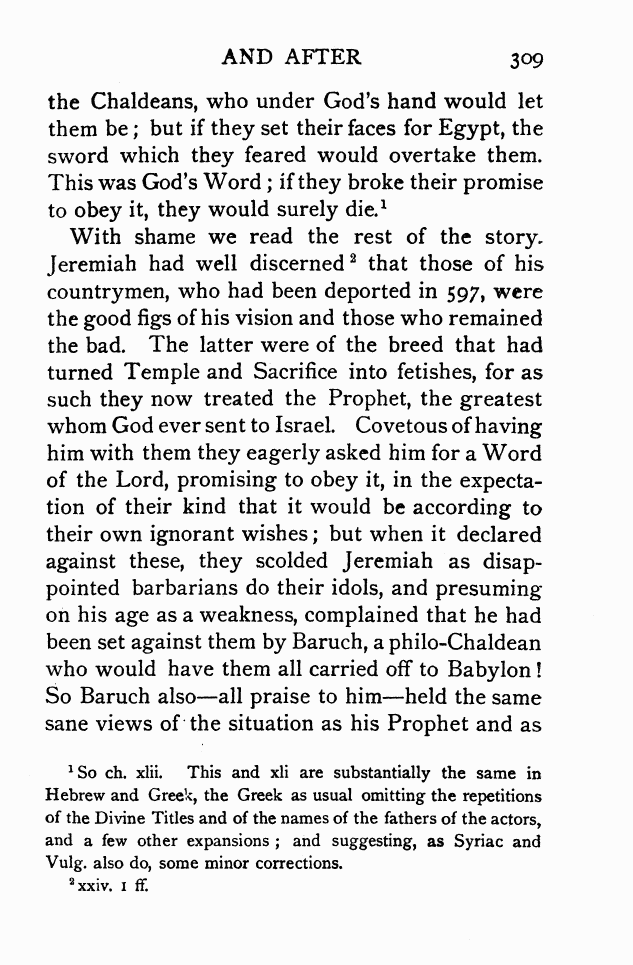 AND AFTER 309
the Chaldeans, who under God's hand would let
them be; but if they set their faces for Egypt, the
sword which they feared would overtake them.
This was God's Word; if they broke their promise
to obey it, they would surely die.¹
With shame we read the rest of the story.
Jeremiah had well discerned² that those of his
countrymen, who had been deported in 597, were
the good figs of his vision and those who remained
the bad. The latter were of the breed that had
turned Temple and Sacrifice into fetishes, for as
such they now treated the Prophet, the greatest
whom God ever sent to Israel. Covetous of having
him with them they eagerly asked him for a Word
of the Lord, promising to obey it, in the expecta-
tion of their kind that it would be according to
their own ignorant wishes; but when it declared
against these, they scolded Jeremiah as disap-
pointed barbarians do their idols, and presuming
on his age as a weakness, complained that he had
been set against them by Baruch, a philo-Chaldean
who would have them all carried off to Babylon!
So Baruch also—all praise to him—held the same
sane views of the situation as his Prophet and as
¹ So ch. xlii. This and xli are substantially the same in
Hebrew and Greek, the Greek as usual omitting the repetitions
of the Divine Titles and of the names of the fathers of the actors,
and a few other expansions; and suggesting, as Syriac and
Vulg. also do, some minor corrections.
² xxiv. 1 ff.